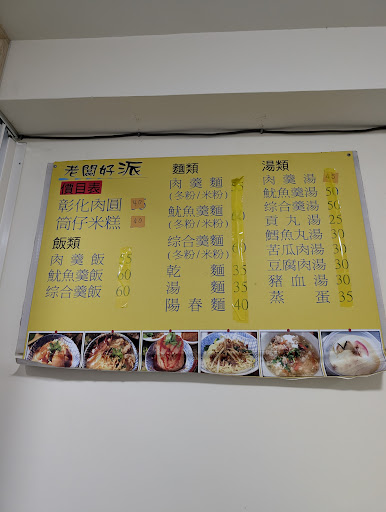 老闆好派
價目表
彰化肉圓
筒仔米糕
飯類
肉羹飯 55
魷魚羹飯 60
綜合羹飯 60
麵類
肉羹麵
(冬粉/米粉)
魷魚羹麵 60
(冬粉/米粉)
綜合羹麵 60
(冬粉/米粉)
乾麵 35
湯麵 35
陽春麵 40
湯類
肉羹湯
魷魚羹湯 50
綜合羹湯 50
貢丸湯 25
鱈魚丸湯 30
苦瓜肉湯 30
豆腐肉湯 30
豬血湯 30
蒸蛋 35